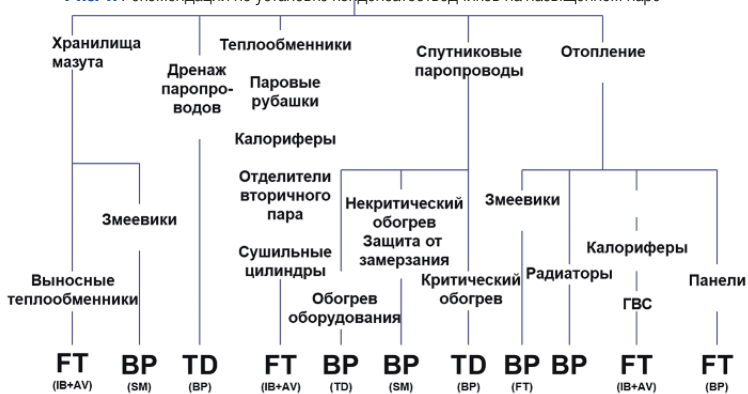 Рекомендации по установке конденсатоотводчиков на насыщенном паре
Хранилища
мазута
Дренаж
паропро-
водов
Теплообменники
Паровые
рубашки
Калориферы
Отделители
вторичного
пара
Сушильные
цилиндры
Спутниковые
паропроводы
Отопление
Змеевики
Выносные
теплообменники
Обогрев
оборудования
Некритический
обогрев
Защита от
замерзания
Критический
обогрев
Змеевики
Радиаторы
Калориферы
ГВС
Панели
FT BP TD FT BP BP TD BP BP FT FT
(IB+AV) (SM) (BP) (IB+AV) (TD) (SM) (BP) (FT) (IB+AV) (BP)